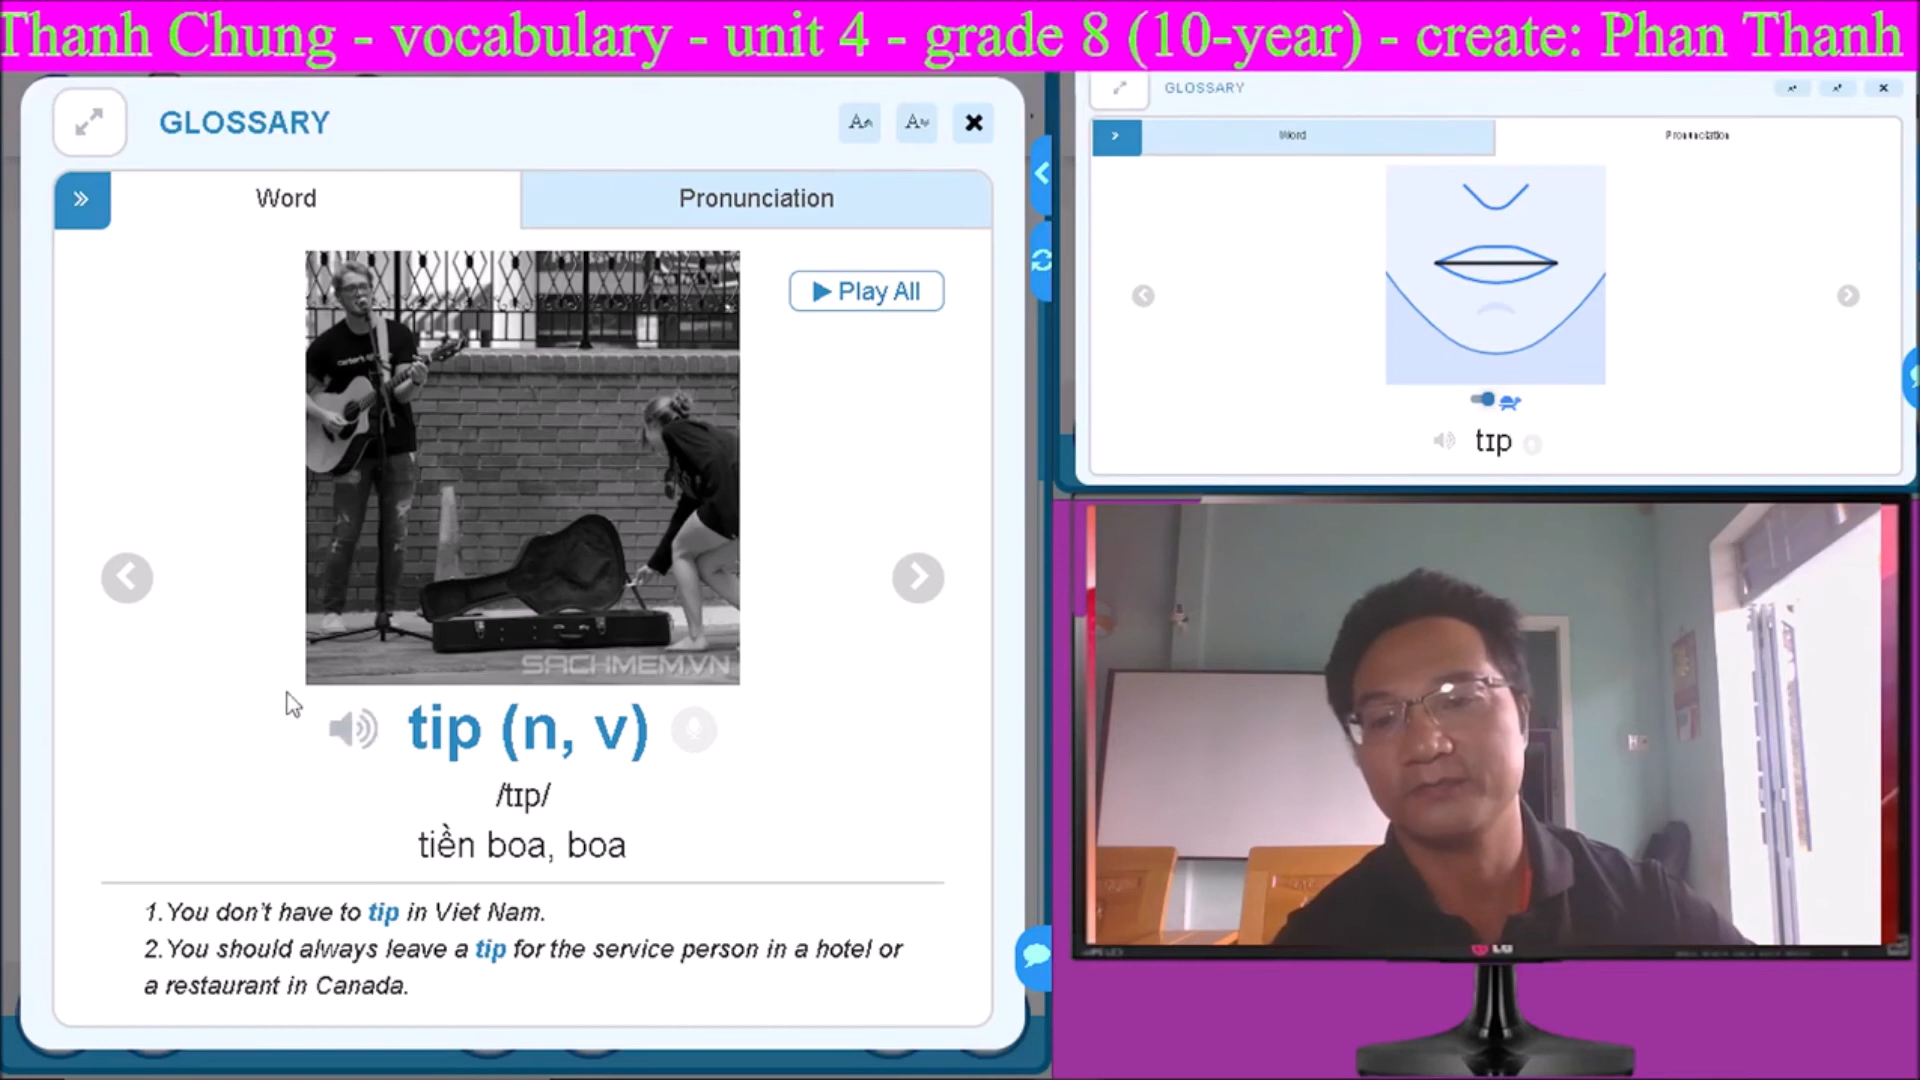 Thanh Chung - vocabulary - unit 4 - grade 8 (10-year) - create: Phan Thanh
GLOSSARY
Word
Pronunciation
Play All
SACHMEM.VN
tip (n, v)
/tɪp/
tiền boa, boa
1.You don't have to tip in Viet Nam.
2.You should always leave a tip for the service person in a hotel or
a restaurant in Canada.
GLOSSARY
Word
Pronunciation
tɪp
LG